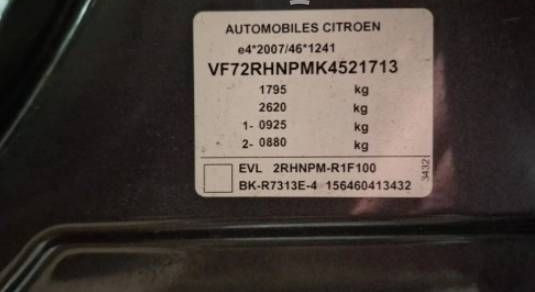 AUTOMOBILES CITROEN
e4*2007/46*1241
VF72RHNPMK4521713
1795 kg
2620 kg
1- 0925 kg
2- 0880 kg
EVL 2RHNPM-R1F100
BK-R7313E-4 156460413432
3432